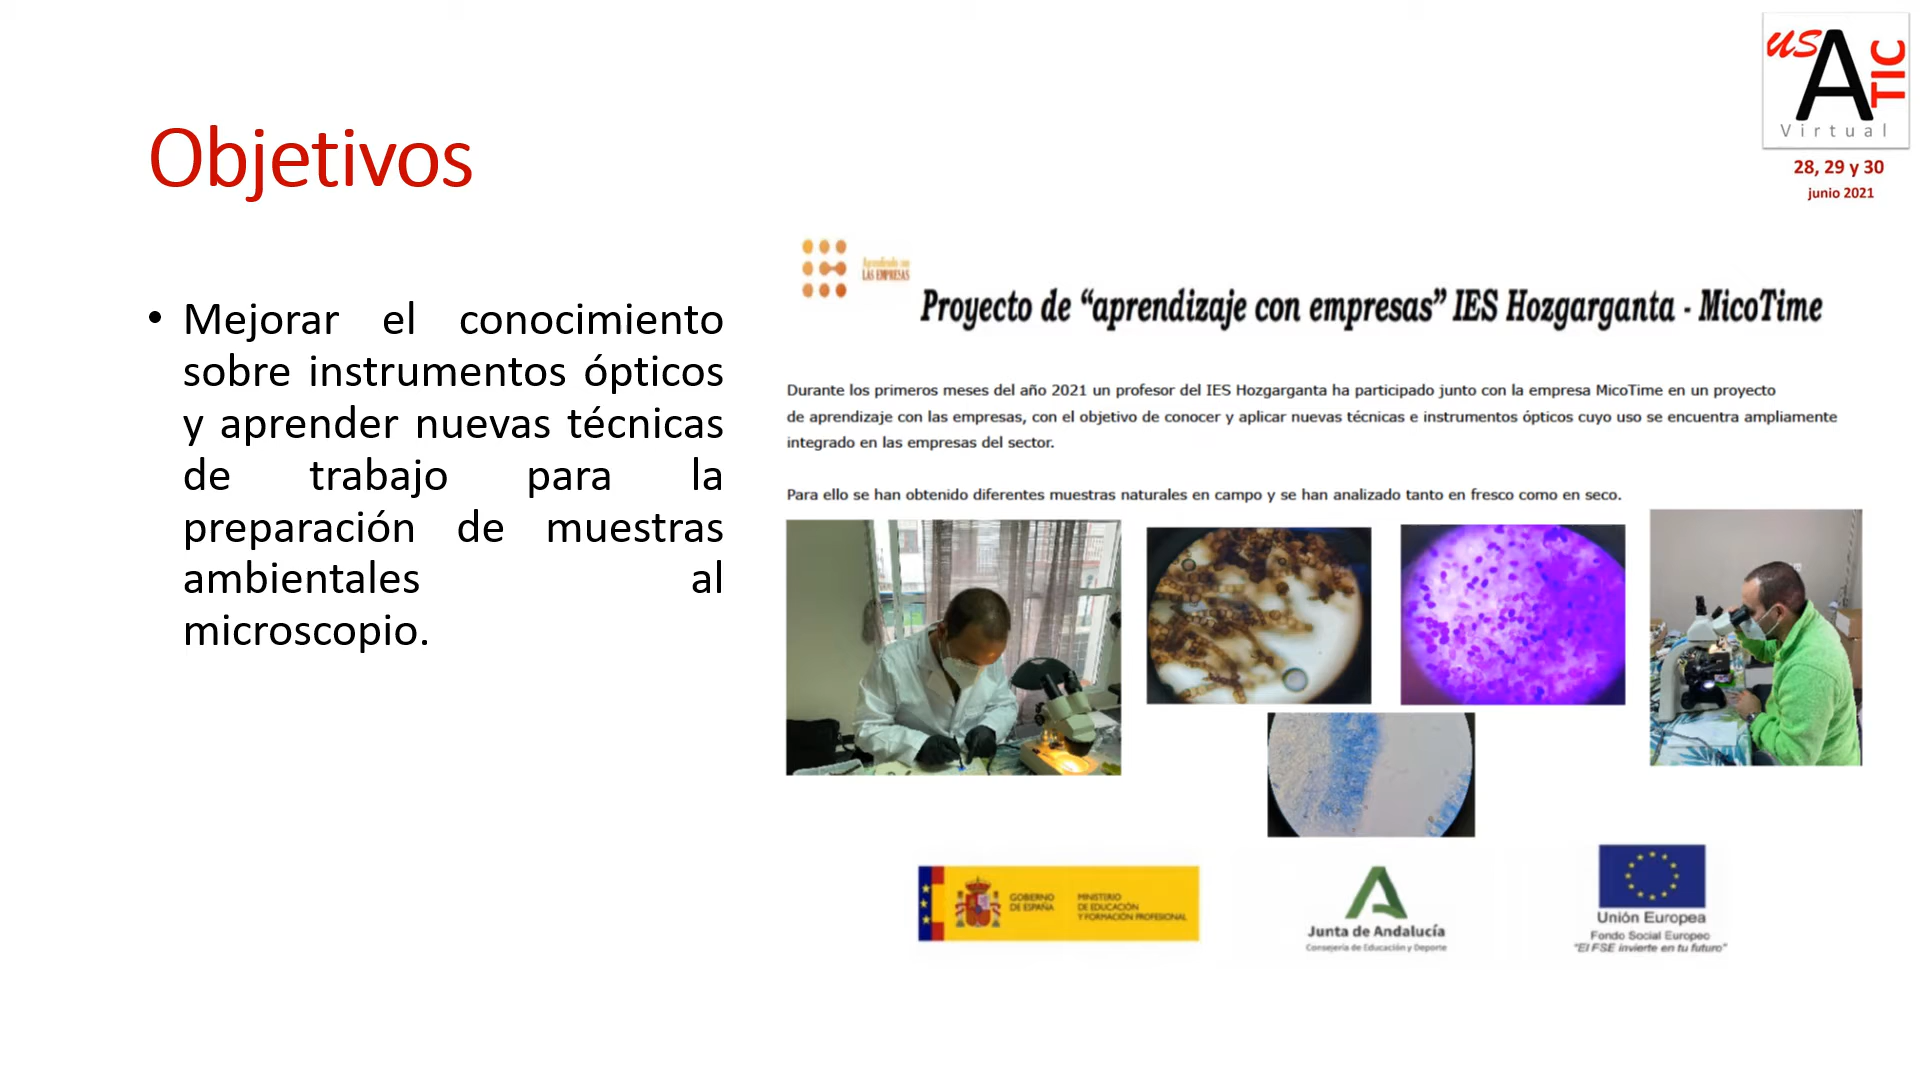 us
A
TIC
Virtual
28, 29 y 30
junio 2021
Objetivos
• Mejorar el conocimiento
sobre instrumentos ópticos
y aprender nuevas técnicas
de trabajo para la
preparación de muestras
ambientales al
microscopio.
Aprendiendo con
LAS EMPRESAS
Proyecto de “aprendizaje con empresas” IES Hozgarganta - MicoTime
Durante los primeros meses del año 2021 un profesor del IES Hozgarganta ha participado junto con la empresa MicoTime en un proyecto
de aprendizaje con las empresas, con el objetivo de conocer y aplicar nuevas técnicas e instrumentos ópticos cuyo uso se encuentra ampliamente
integrado en las empresas del sector.
Para ello se han obtenido diferentes muestras naturales en campo y se han analizado tanto en fresco como en seco.
GOBIERNO
DE ESPAÑA
MINISTERIO
DE EDUCACIÓN
Y FORMACIÓN PROFESIONAL
Junta de Andalucía
Consejería de Educación y Deporte
Unión Europea
Fondo Social Europeo
"El FSE invierte en tu futuro"